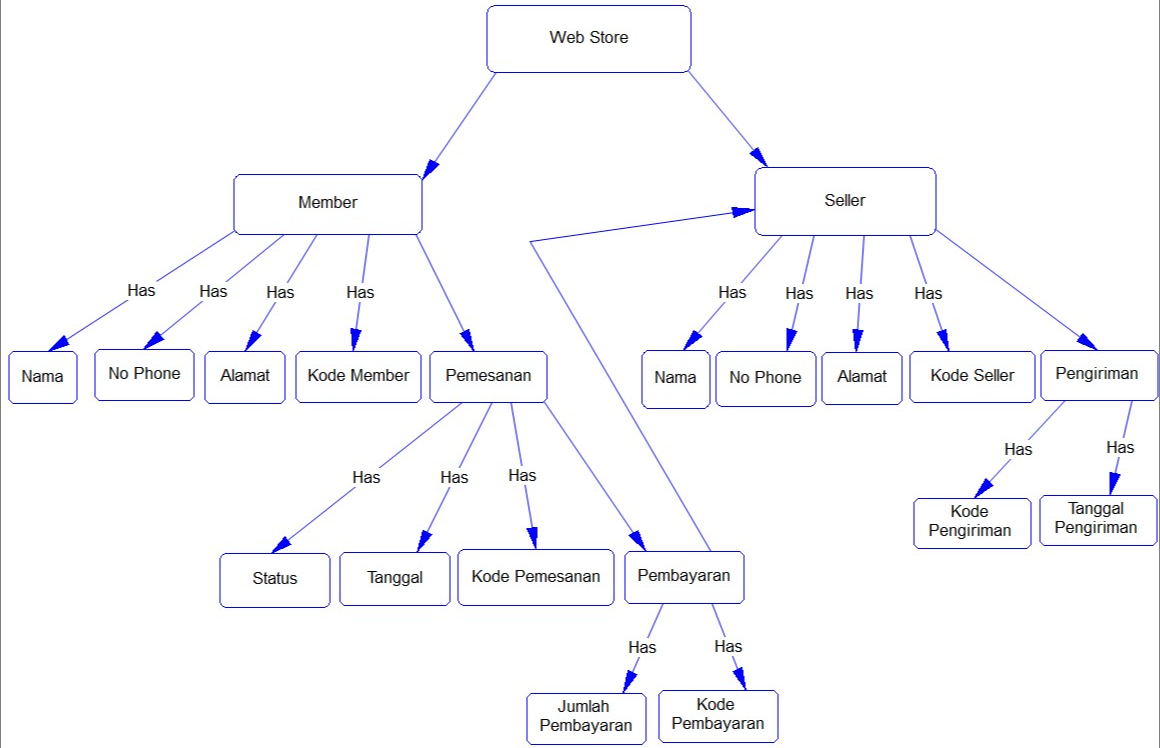 Web Store
Member
Seller
Has
Has
Has
Has
Has
Has
Has
Has
Nama
No Phone
Alamat
Kode Member
Pemesanan
Nama
No Phone
Alamat
Kode Seller
Pengiriman
Has
Has
Has
Has
Has
Kode
Pengiriman
Tanggal
Pengiriman
Status
Tanggal
Kode Pemesanan
Pembayaran
Has
Has
Jumlah
Pembayaran
Kode
Pembayaran